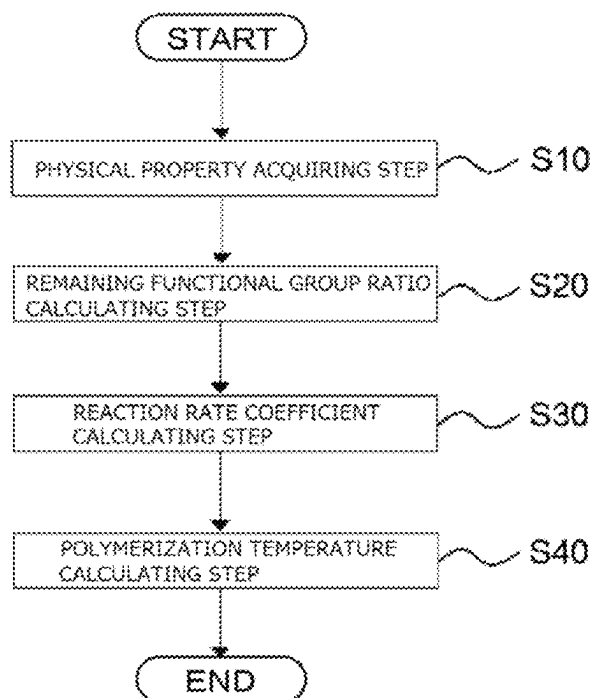 START
PHYSICAL PROPERTY ACQUIRING STEP
S10
REMAINING FUNCTIONAL GROUP RATIO
CALCULATING STEP
S20
REACTION RATE COEFFICIENT
CALCULATING STEP
S30
POLYMERIZATION TEMPERATURE
CALCULATING STEP
S40
END